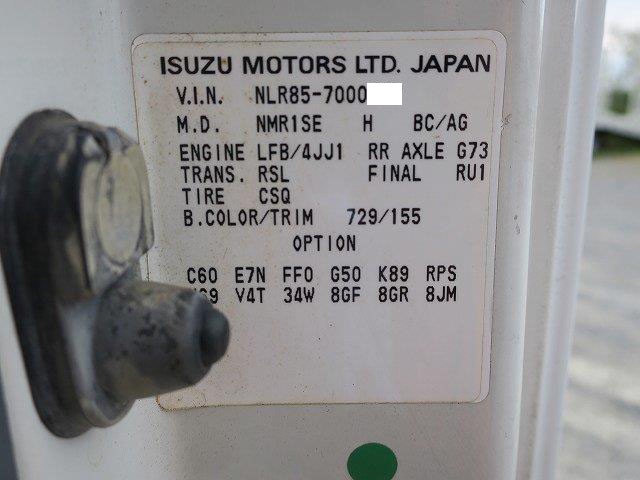 ISUZU MOTORS LTD. JAPAN
V.I.N. NLR85-7000
M.D. NMR1SE H BC/AG
ENGINE LFB/4JJ1 RR AXLE G73
TRANS. RSL FINAL RU1
TIRE CSQ
B.COLOR/TRIM 729/155
OPTION
C60 E7N FF0 G50 K89 RPS
V4T 34W 8GF 8GR 8JM